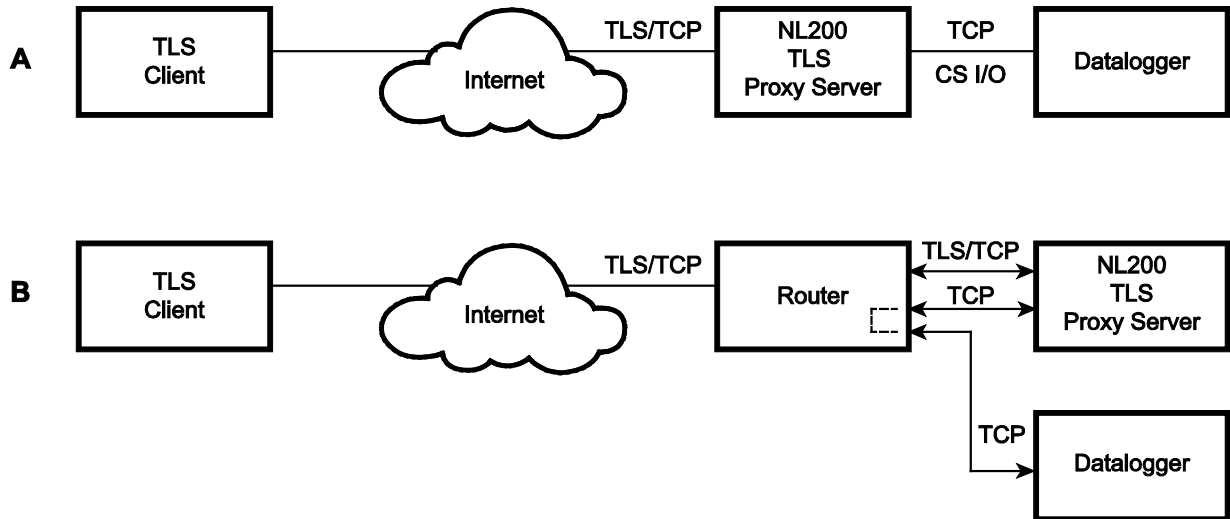 A
TLS
Client
Internet
TLS/TCP
NL200
TLS
Proxy Server
TCP
CS I/O
Datalogger
B
TLS
Client
Internet
TLS/TCP
Router
TLS/TCP
TCP
NL200
TLS
Proxy Server
TCP
Datalogger